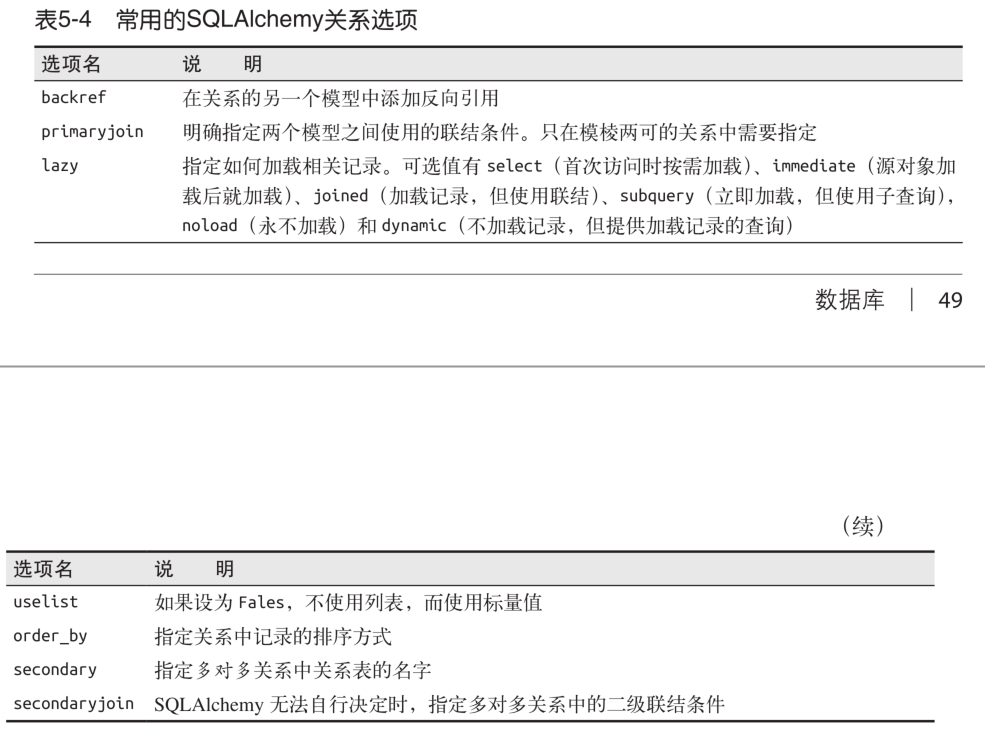 表5-4 常用的SQLAlchemy关系选项
选项名 说 明
backref 在关系的另一个模型中添加反向引用
primaryjoin 明确指定两个模型之间使用的联结条件。只在模棱两可的关系中需要指定
lazy 指定如何加载相关记录。可选值有 select（首次访问时按需加载）、immediate（源对象加
载后就加载）、joined（加载记录，但使用联结）、subquery（立即加载，但使用子查询），
noload（永不加载）和 dynamic（不加载记录，但提供加载记录的查询）
数据库 | 49
（续）
选项名 说 明
uselist 如果设为 Fales，不使用列表，而使用标量值
order_by 指定关系中记录的排序方式
secondary 指定多对多关系中关系表的名字
secondaryjoin SQLAlchemy 无法自行决定时，指定多对多关系中的二级联结条件